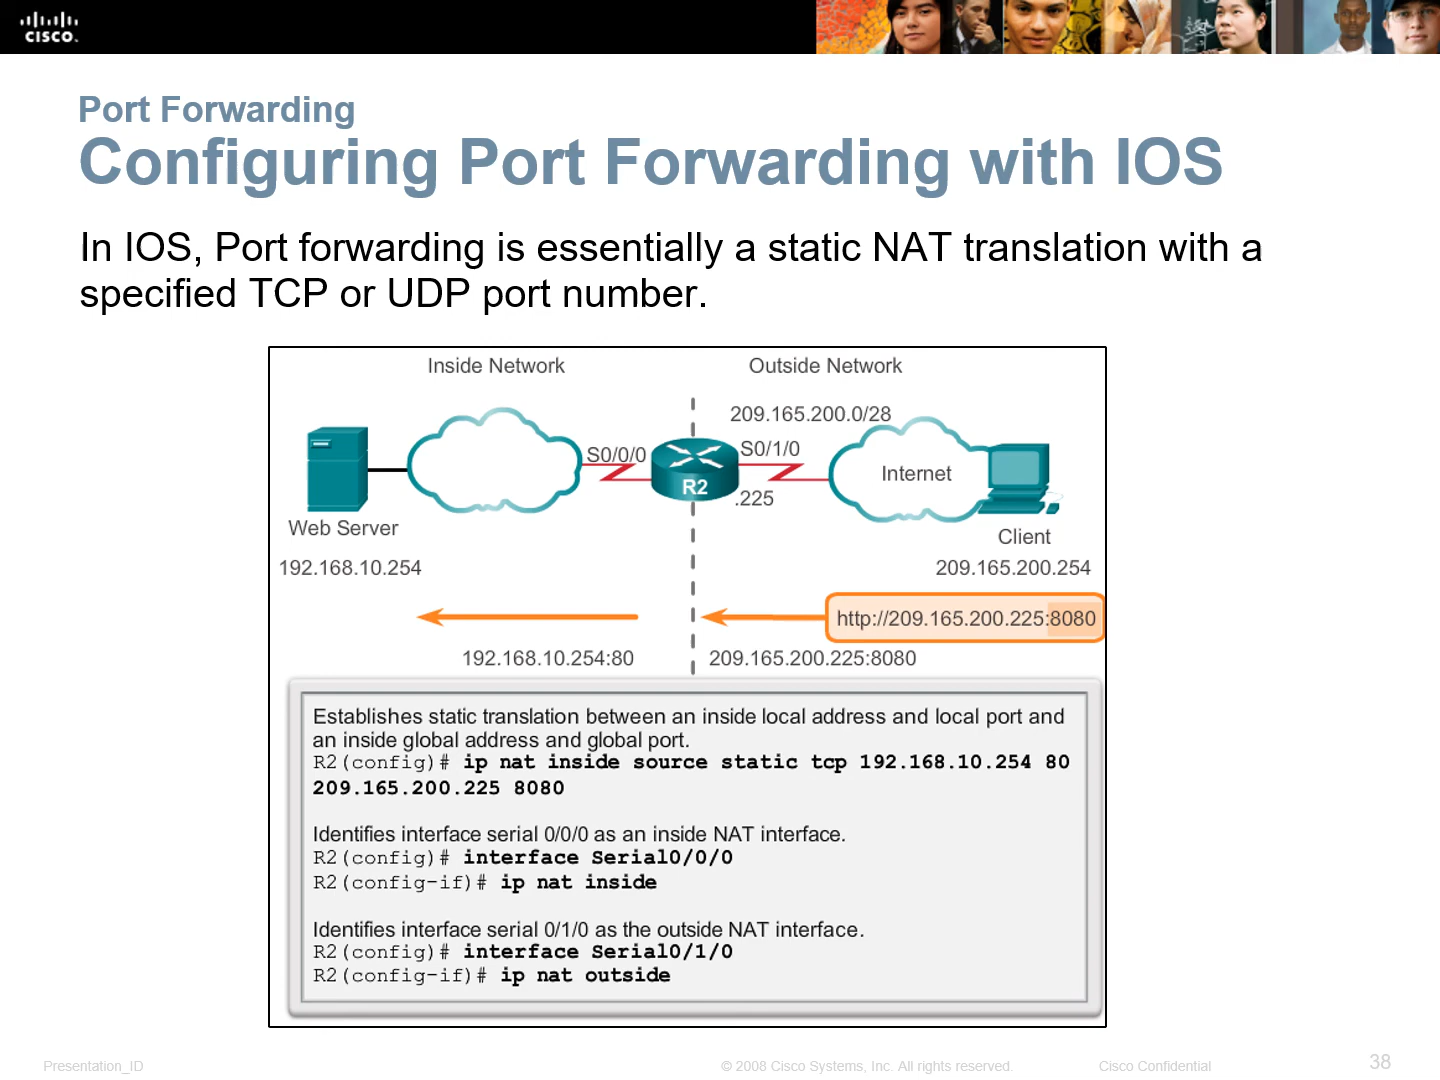 CISCO
Port Forwarding
Configuring Port Forwarding with IOS
In IOS, Port forwarding is essentially a static NAT translation with a
specified TCP or UDP port number.
Inside Network
Outside Network
209.165.200.0/28
S0/0/0
S0/1/0
R2
.225
Internet
Web Server
Client
192.168.10.254
209.165.200.254
http://209.165.200.225:8080
192.168.10.254:80
209.165.200.225:8080
Establishes static translation between an inside local address and local port and
an inside global address and global port.
R2(config)# ip nat inside source static tcp 192.168.10.254 80
209.165.200.225 8080
Identifies interface serial 0/0/0 as an inside NAT interface.
R2(config)# interface Serial0/0/0
R2(config-if)# ip nat inside
Identifies interface serial 0/1/0 as the outside NAT interface.
R2(config)# interface Serial0/1/0
R2(config-if)# ip nat outside
Presentation_ID
© 2008 Cisco Systems, Inc. All rights reserved.
Cisco Confidential
38